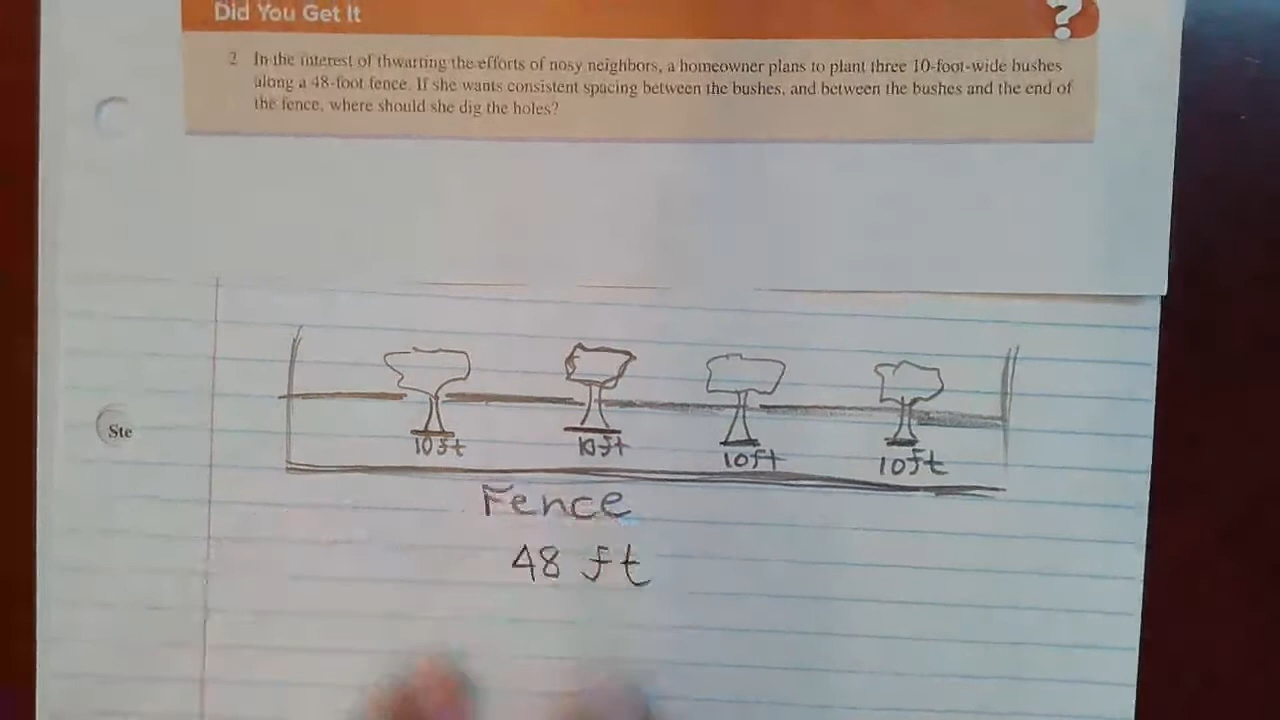 Did You Get It
?
2 In the interest of thwarting the efforts of nosy neighbors, a homeowner plans to plant three 10-foot-wide bushes
along a 48-foot fence. If she wants consistent spacing between the bushes, and between the bushes and the end of
the fence, where should she dig the holes?
Ste
10ft 10ft 10ft 10ft
Fence
48 ft